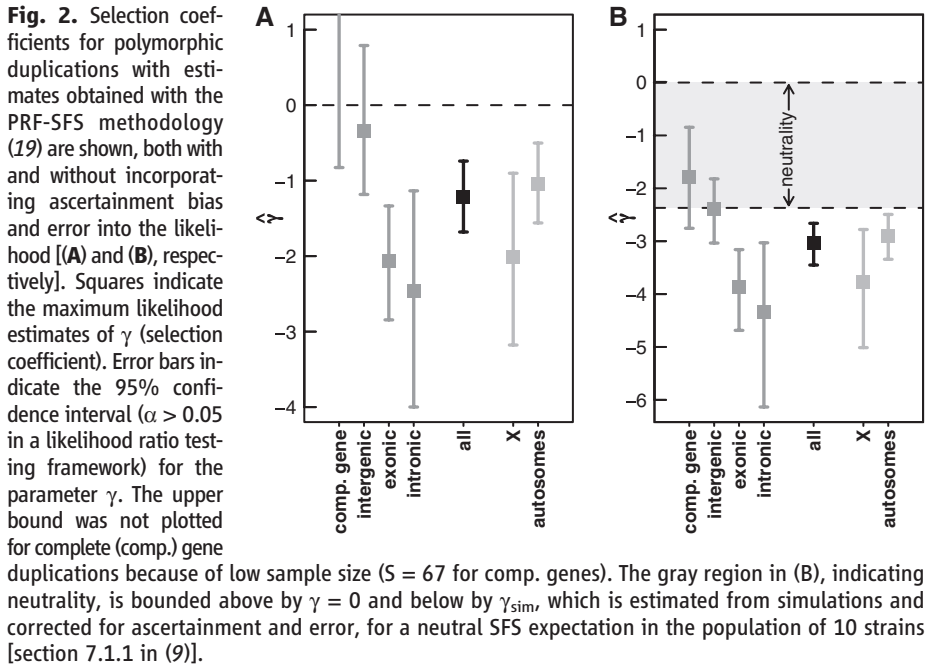 Fig. 2. Selection coef-
ficients for polymorphic
duplications with esti-
mates obtained with the
PRF-SFS methodology
(19) are shown, both with
and without incorporat-
ing ascertainment bias
and error into the likeli-
hood [(A) and (B), respec-
tively]. Squares indicate
the maximum likelihood
estimates of γ (selection
coefficient). Error bars in-
dicate the 95% confi-
dence interval (α > 0.05
in a likelihood ratio test-
ing framework) for the
parameter γ. The upper
bound was not plotted
for complete (comp.) gene
duplications because of low sample size (S = 67 for comp. genes). The gray region in (B), indicating
neutrality, is bounded above by γ = 0 and below by γsim, which is estimated from simulations and
corrected for ascertainment and error, for a neutral SFS expectation in the population of 10 strains
[section 7.1.1 in (9)].
A
1
0
−1
−2
−3
−4
γ̂
comp. gene
intergenic
exonic
intronic
all
X
autosomes
B
1
0
−1
−2
−3
−4
−5
−6
γ̂
neutrality
comp. gene
intergenic
exonic
intronic
all
X
autosomes